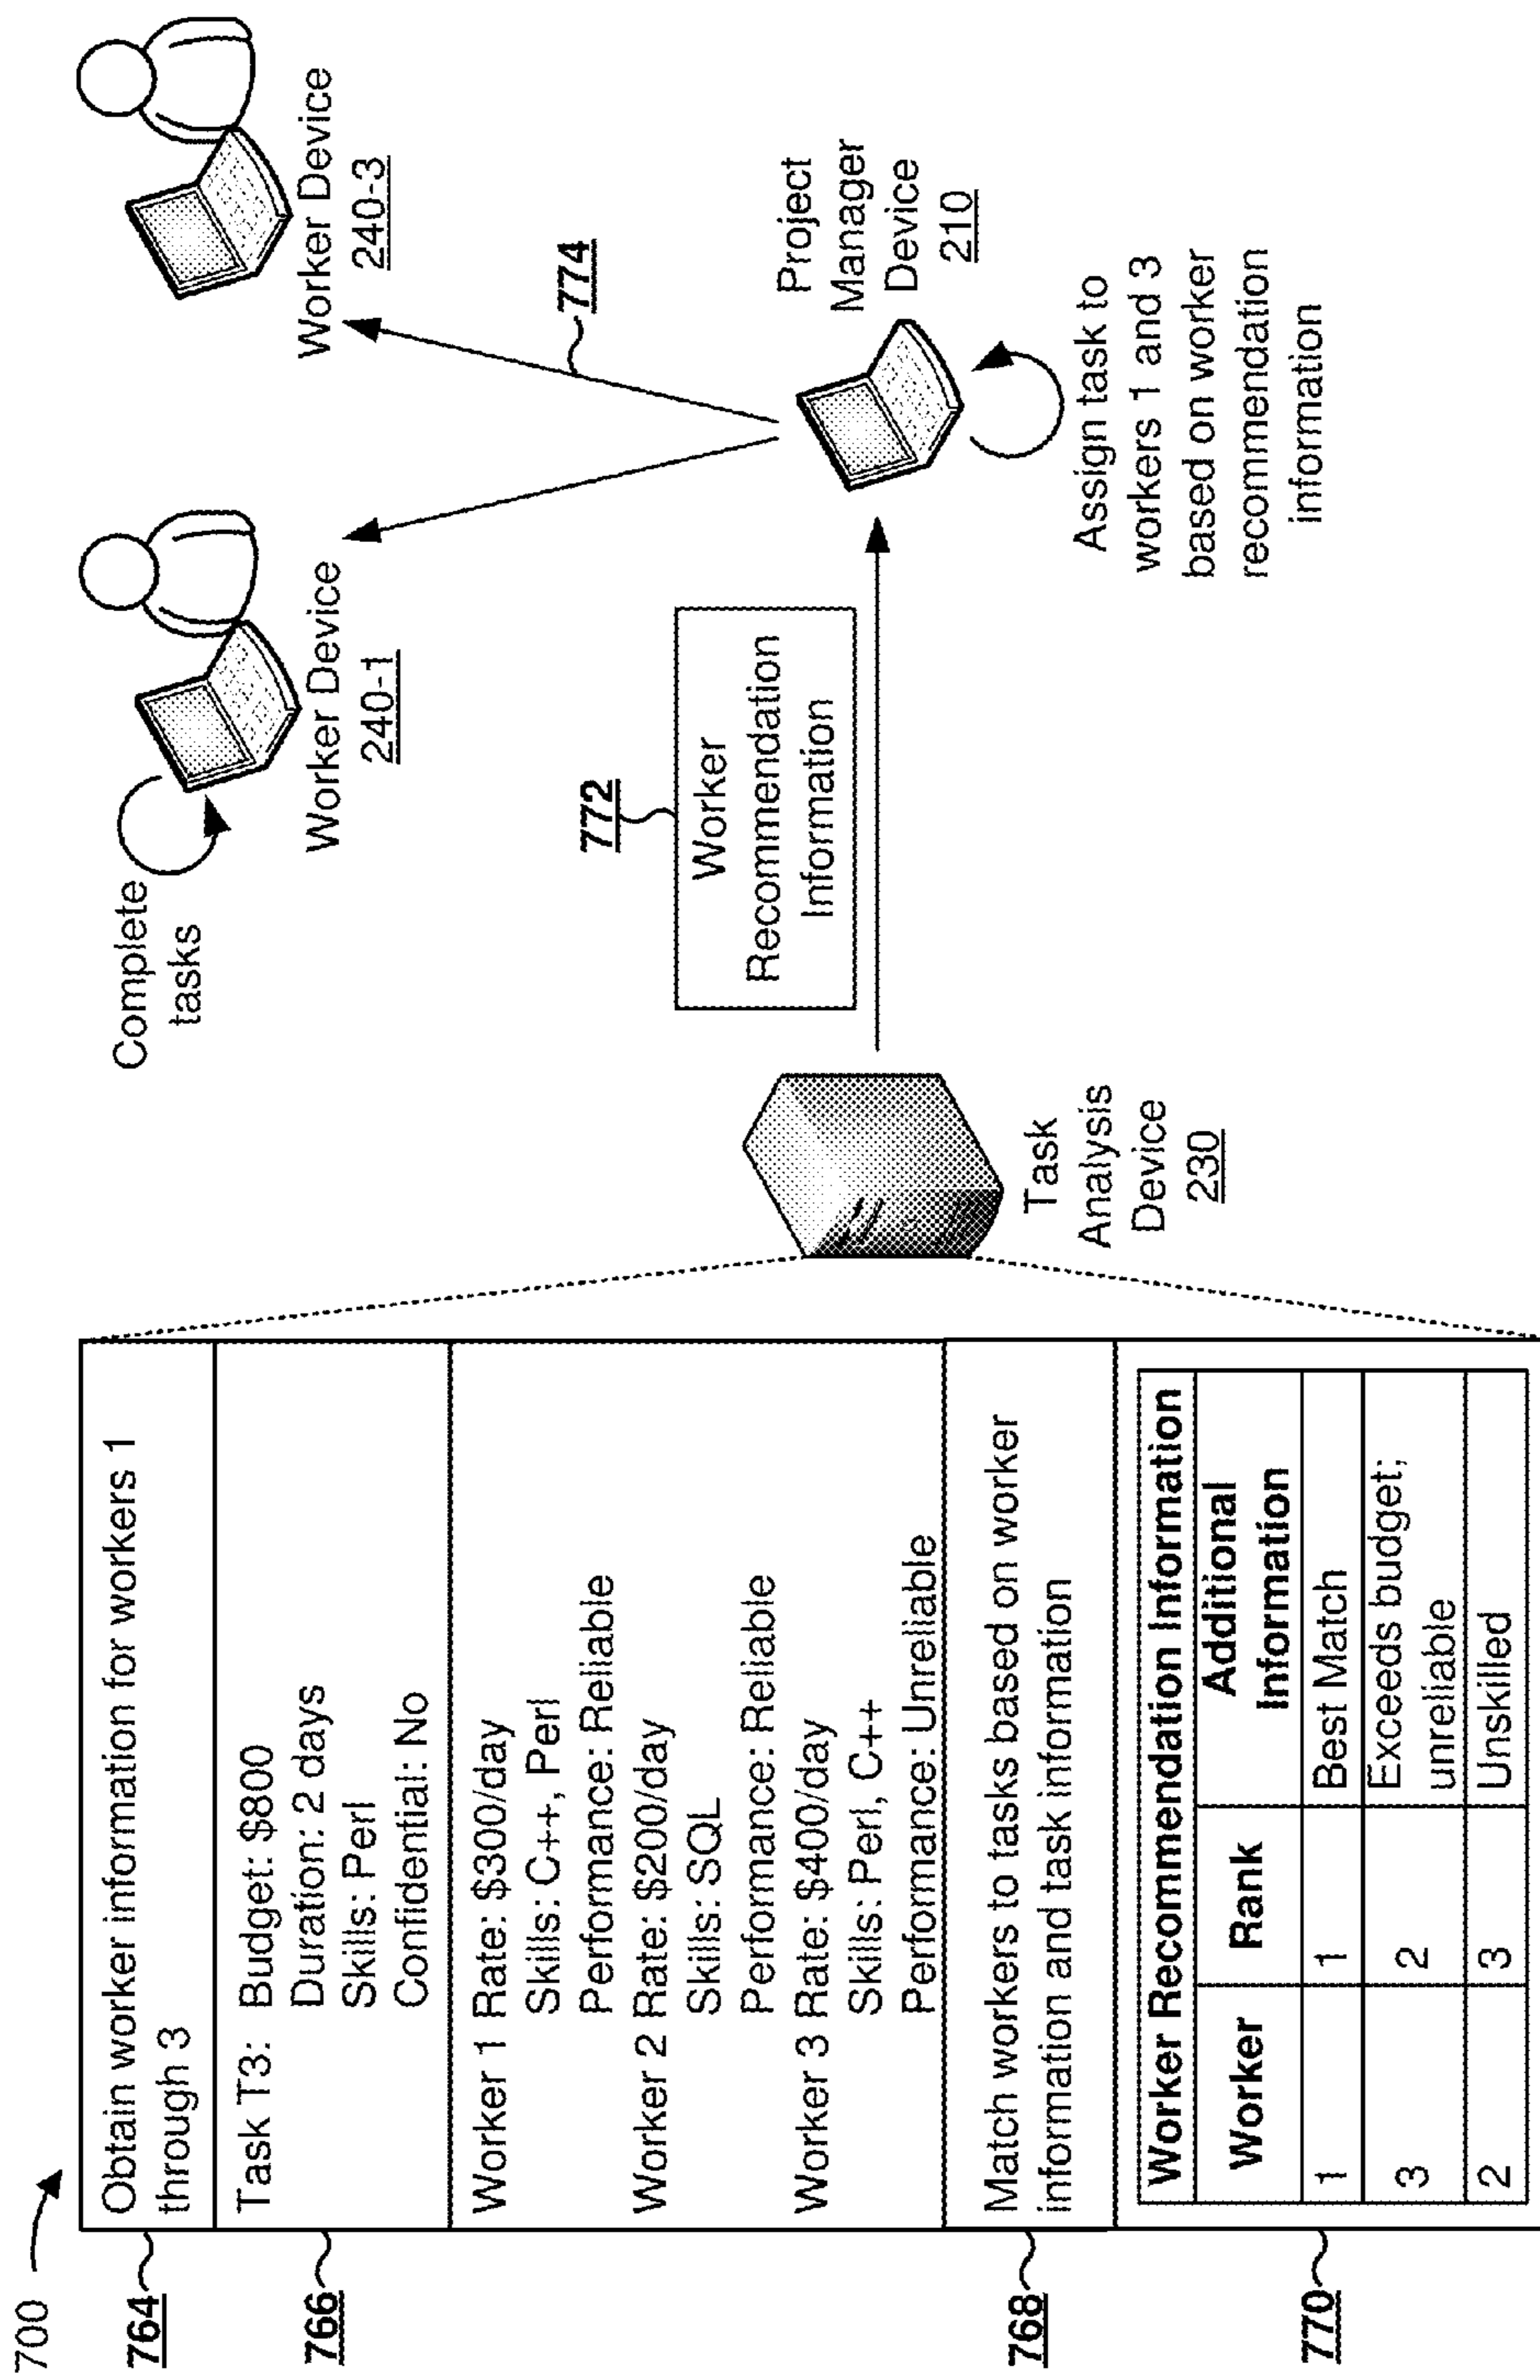 700
764
Obtain worker information for workers 1
through 3
766
Task T3: Budget: $800
Duration: 2 days
Skills: Perl
Confidential: No
Worker 1 Rate: $300/day
Skills: C++, Perl
Performance: Reliable
Worker 2 Rate: $200/day
Skills: SQL
Performance: Reliable
Worker 3 Rate: $400/day
Skills: Perl, C++
Performance: Unreliable
768
Match workers to tasks based on worker
information and task information
770
Worker Recommendation Information
Worker Rank Additional
Information
1 1 Best Match
3 2 Exceeds budget;
unreliable
2 3 Unskilled
Task
Analysis
Device
230
772
Worker
Recommendation
Information
Complete
tasks
Worker Device
240-1
Worker Device
240-3
774
Project
Manager
Device
210
Assign task to
workers 1 and 3
based on worker
recommendation
information